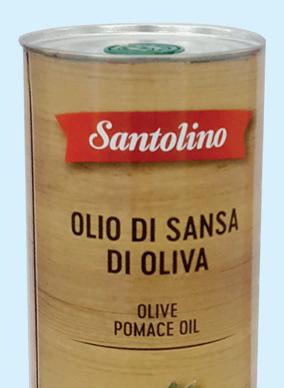 Santolino
OLIO DI SANSA
DI OLIVA
OLIVE
POMACE OIL